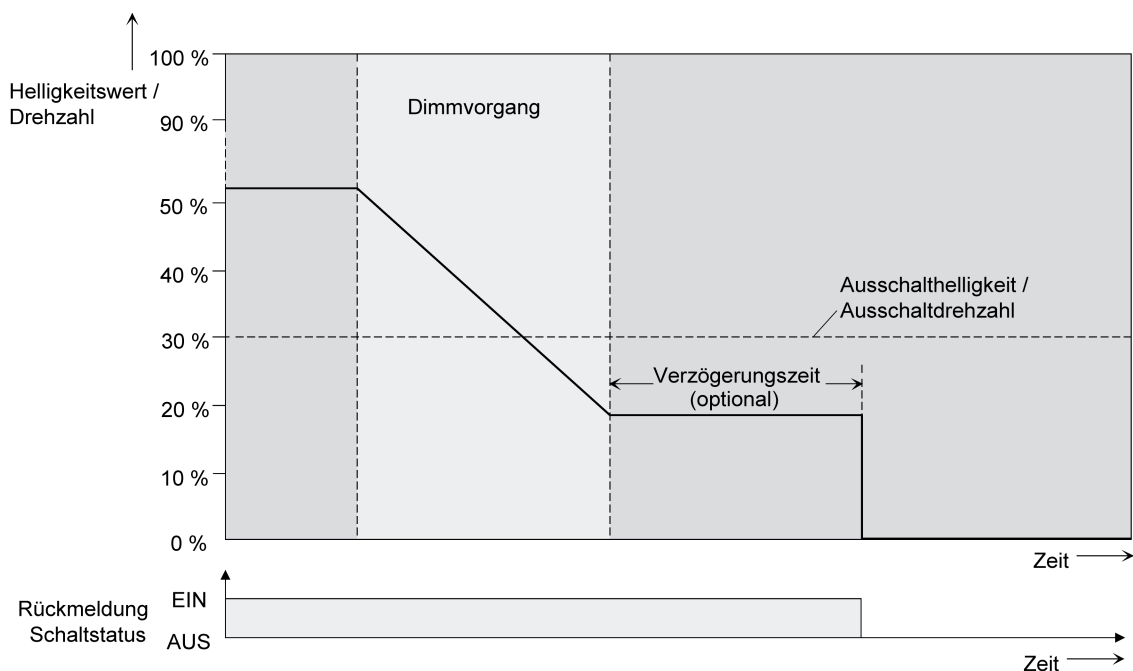 100 %
Helligkeitswert /
Drehzahl
90 %
Dimmvorgang
50 %
40 %
Ausschalthelligkeit /
Ausschaltdrehzahl
30 %
Verzögerungszeit
(optional)
20 %
10 %
0 %
Zeit
Rückmeldung
Schaltstatus
EIN
AUS
Zeit